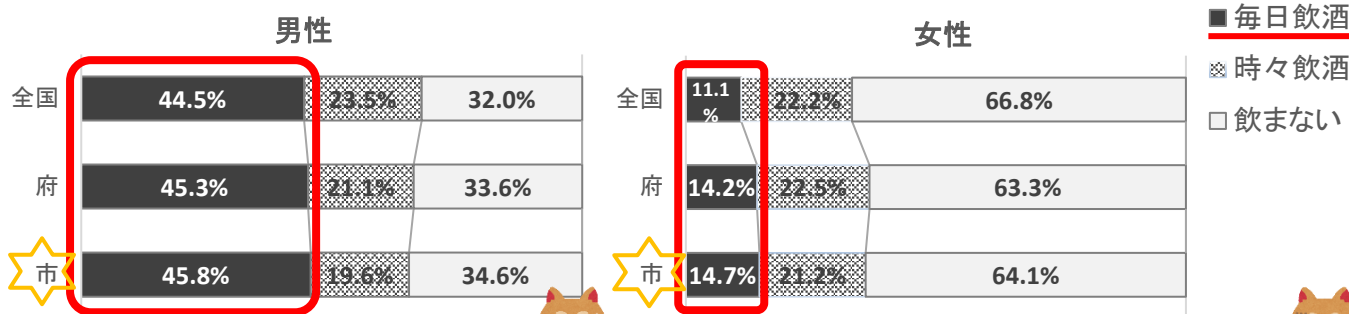 男性
全国 44.5% 23.5% 32.0%
府 45.3% 21.1% 33.6%
市 45.8% 19.6% 34.6%
女性
全国 11.1% 22.2% 66.8%
府 14.2% 22.5% 63.3%
市 14.7% 21.2% 64.1%
毎日飲酒
時々飲酒
飲まない